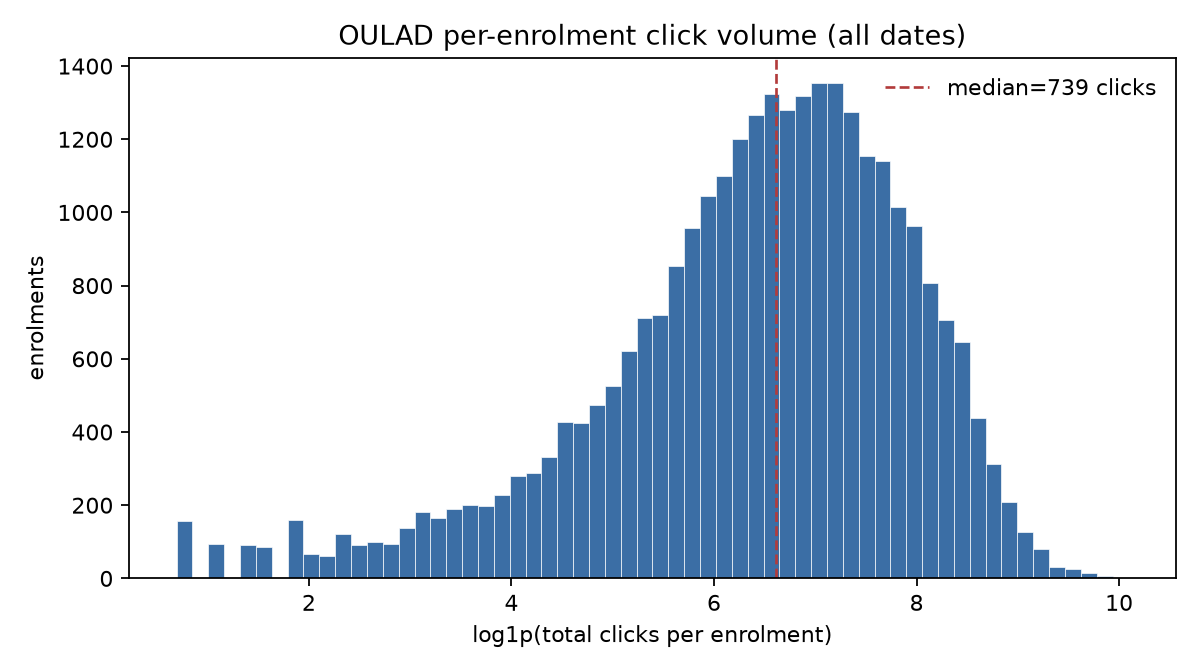 OULAD per-enrolment click volume (all dates)
median=739 clicks
enrolments
1400
1200
1000
800
600
400
200
0
2 4 6 8 10
log1p(total clicks per enrolment)